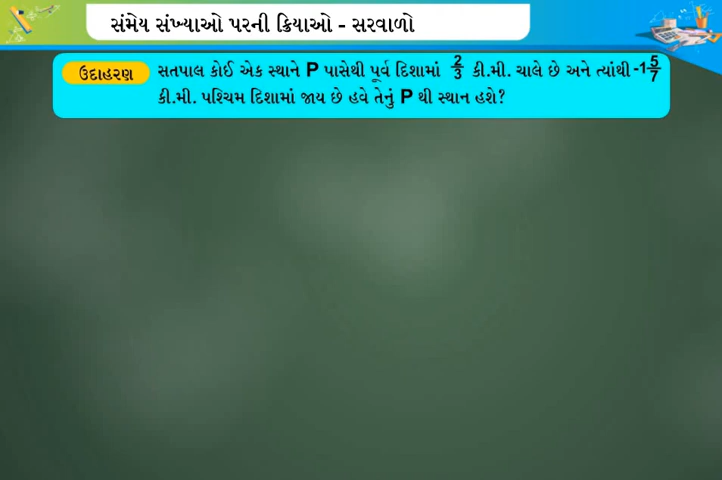 સંમેય સંખ્યાઓ પરની ક્રિયાઓ - સરવાળો
ઉદાહરણ સતપાલ કોઈ એક સ્થાને P પાસેથી પૂર્વ દિશામાં 2/3 કી.મી. ચાલે છે અને ત્યાંથી -1 5/7
કી.મી. પશ્ચિમ દિશામાં જાય છે હવે તેનું P થી સ્થાન હશે?